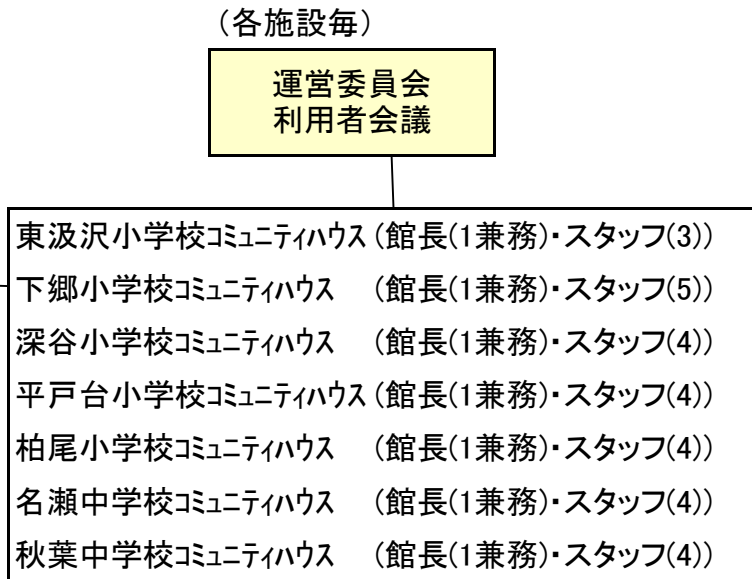 （各施設毎）
運営委員会
利用者会議
東汲沢小学校ｺﾐｭﾆﾃｨﾊｳｽ(館長(1兼務)･スタッフ(3))
下郷小学校ｺﾐｭﾆﾃｨﾊｳｽ (館長(1兼務)･スタッフ(5))
深谷小学校ｺﾐｭﾆﾃｨﾊｳｽ (館長(1兼務)･スタッフ(4))
平戸台小学校ｺﾐｭﾆﾃｨﾊｳｽ(館長(1兼務)･スタッフ(4))
柏尾小学校ｺﾐｭﾆﾃｨﾊｳｽ (館長(1兼務)･スタッフ(4))
名瀬中学校ｺﾐｭﾆﾃｨﾊｳｽ (館長(1兼務)･スタッフ(4))
秋葉中学校ｺﾐｭﾆﾃｨﾊｳｽ (館長(1兼務)･スタッフ(4))